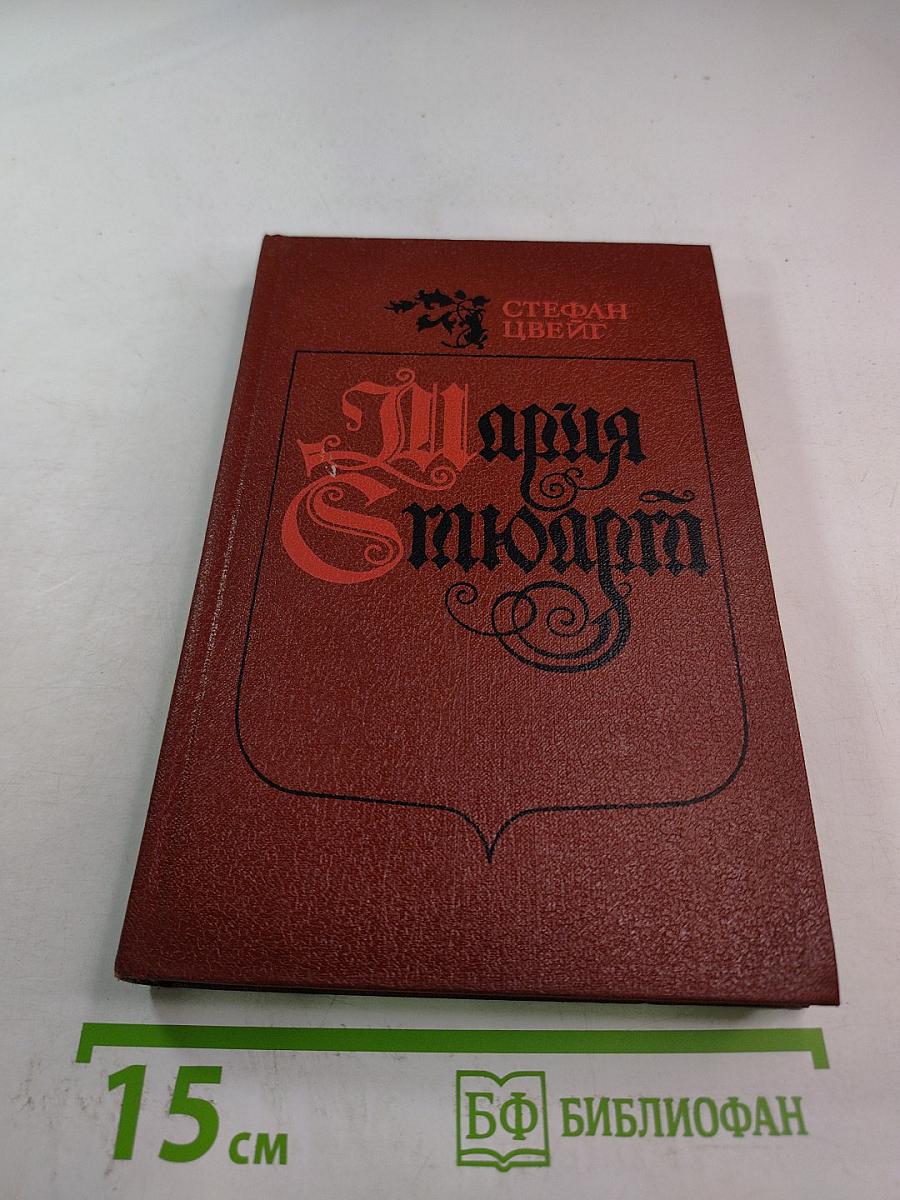 СТЕФАН
ЦВЕЙГ
Мария
Стюарт
15 см
БФ БИБЛИОФАН